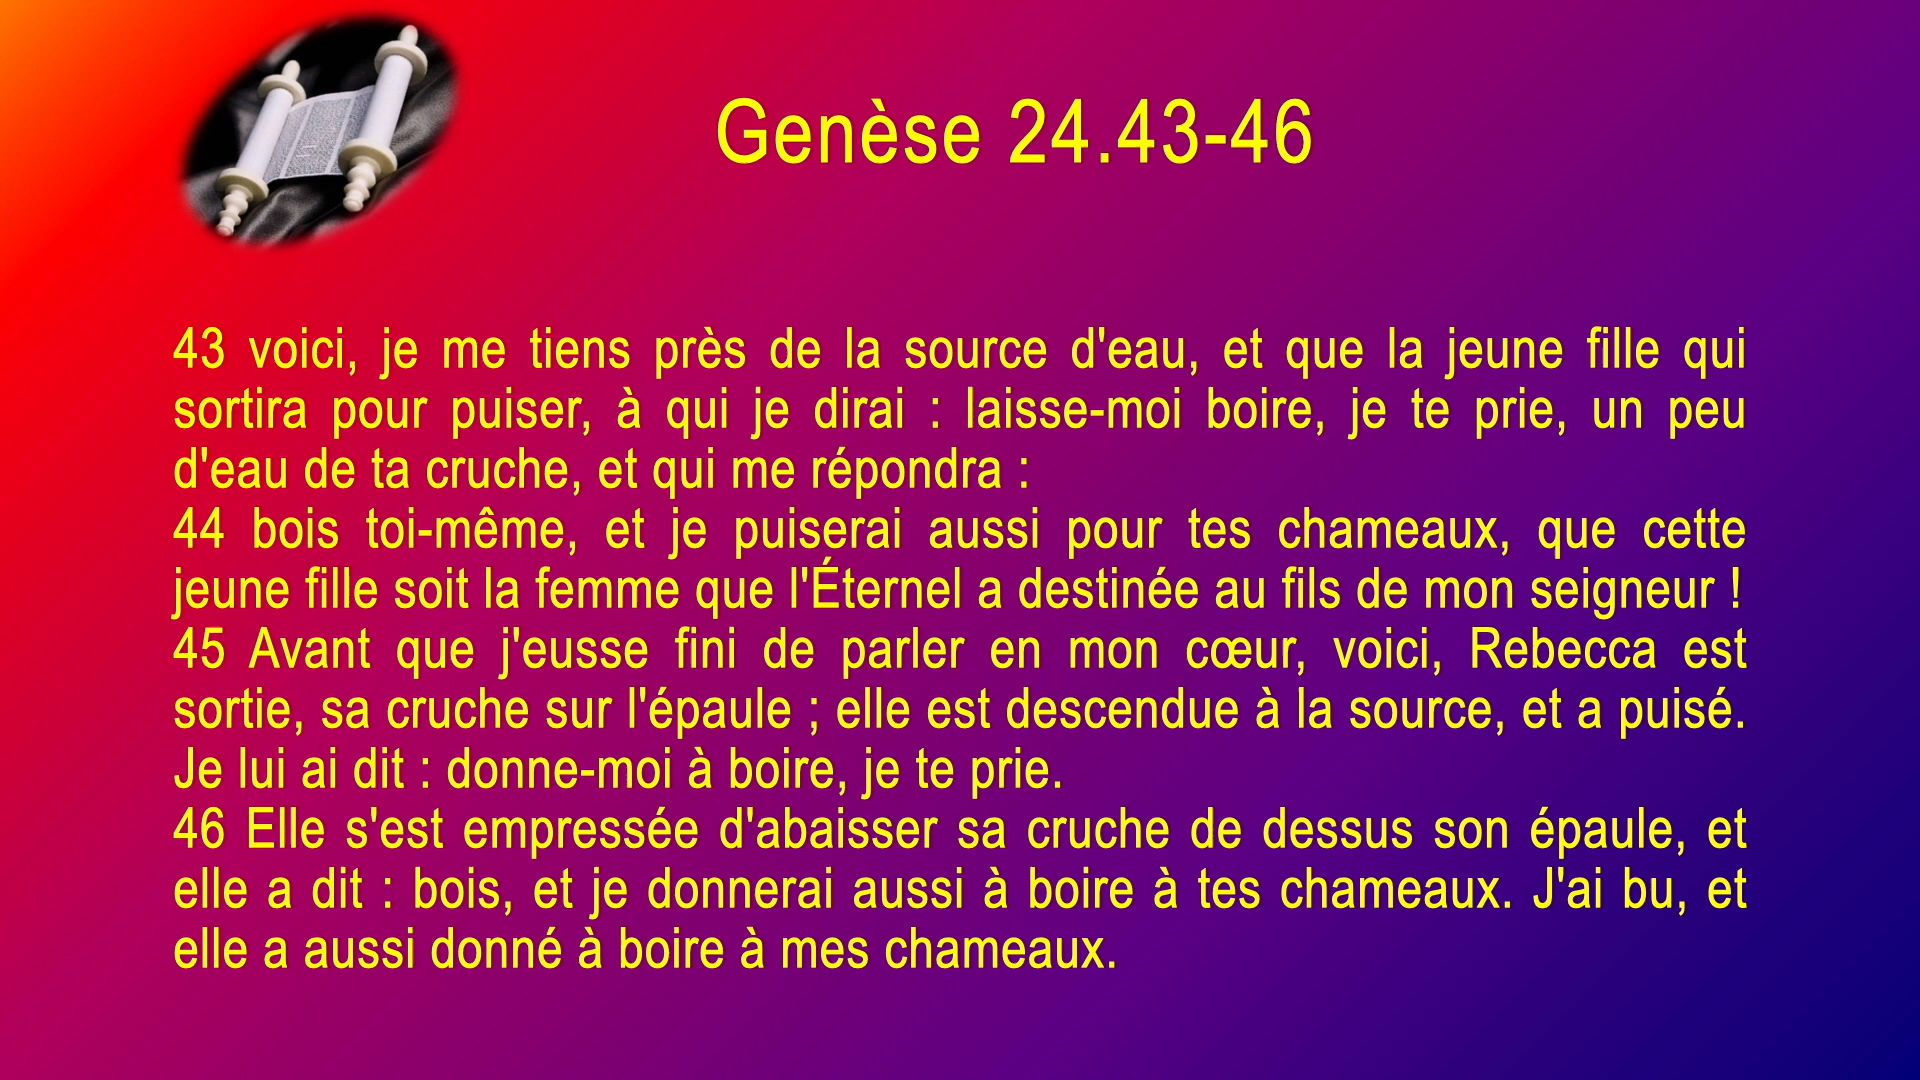 Genèse 24.43-46
43 voici, je me tiens près de la source d'eau, et que la jeune fille qui
sortira pour puiser, à qui je dirai : laisse-moi boire, je te prie, un peu
d'eau de ta cruche, et qui me répondra :
44 bois toi-même, et je puiserai aussi pour tes chameaux, que cette
jeune fille soit la femme que l'Éternel a destinée au fils de mon seigneur !
45 Avant que j'eusse fini de parler en mon cœur, voici, Rebecca est
sortie, sa cruche sur l'épaule ; elle est descendue à la source, et a puisé.
Je lui ai dit : donne-moi à boire, je te prie.
46 Elle s'est empressée d'abaisser sa cruche de dessus son épaule, et
elle a dit : bois, et je donnerai aussi à boire à tes chameaux. J'ai bu, et
elle a aussi donné à boire à mes chameaux.